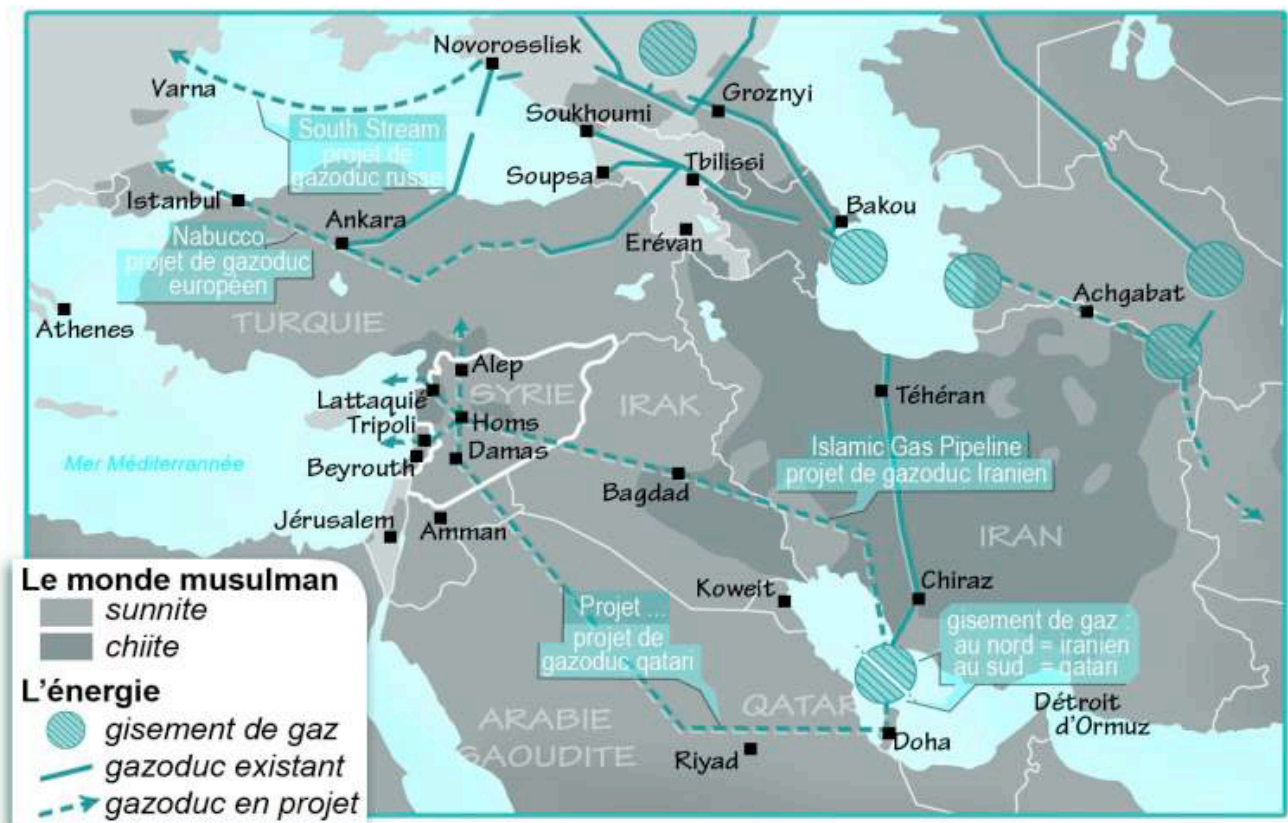 Novorosslisk
Varna
Groznyi
Soukhoumi
South Stream
projet de
gazoduc russe
Soupsa
Tbilissi
Istanbul
Ankara
Bakou
Erévan
Nabucco
projet de gazoduc
européen
Achgabat
Athenes
TURQUIE
Alep
SYRIE
Lattaquié
IRAK
Téhéran
Tripoli
Homs
Damas
Islamic Gas Pipeline
projet de gazoduc Iranien
Mer Méditerrannée
Beyrouth
Bagdad
Jérusalem
Amman
IRAN
Koweit
Chiraz
Projet ...
projet de
gazoduc qatari
gisement de gaz :
au nord = iranien
au sud = qatari
QATAR
Détroit
d'Ormuz
ARABIE
SAOUDITE
Riyad
Doha
Le monde musulman
sunnite
chiite
L'énergie
gisement de gaz
gazoduc existant
gazoduc en projet